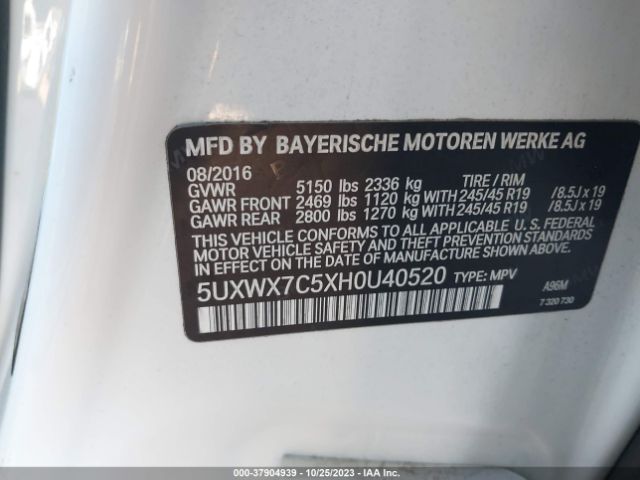 MFD BY BAYERISCHE MOTOREN WERKE AG
08/2016
GVWR 5150 lbs 2336 kg TIRE / RIM
GAWR FRONT 2469 lbs 1120 kg WITH 245/45 R19 /8.5J x 19
GAWR REAR 2800 lbs 1270 kg WITH 245/45 R19 /8.5J x 19
THIS VEHICLE CONFORMS TO ALL APPLICABLE U. S. FEDERAL
MOTOR VEHICLE SAFETY AND THEFT PREVENTION STANDARDS
IN EFFECT ON THE DATE OF MANUFACTURE SHOWN ABOVE.
5UXWX7C5XH0U40520 TYPE: MPV A96M
7 320 730
000-37904939 - 10/25/2023 - IAA Inc.